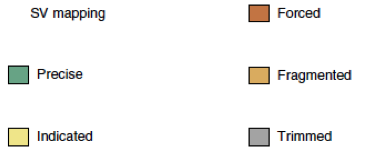 SV mapping
Precise
Indicated
Forced
Fragmented
Trimmed